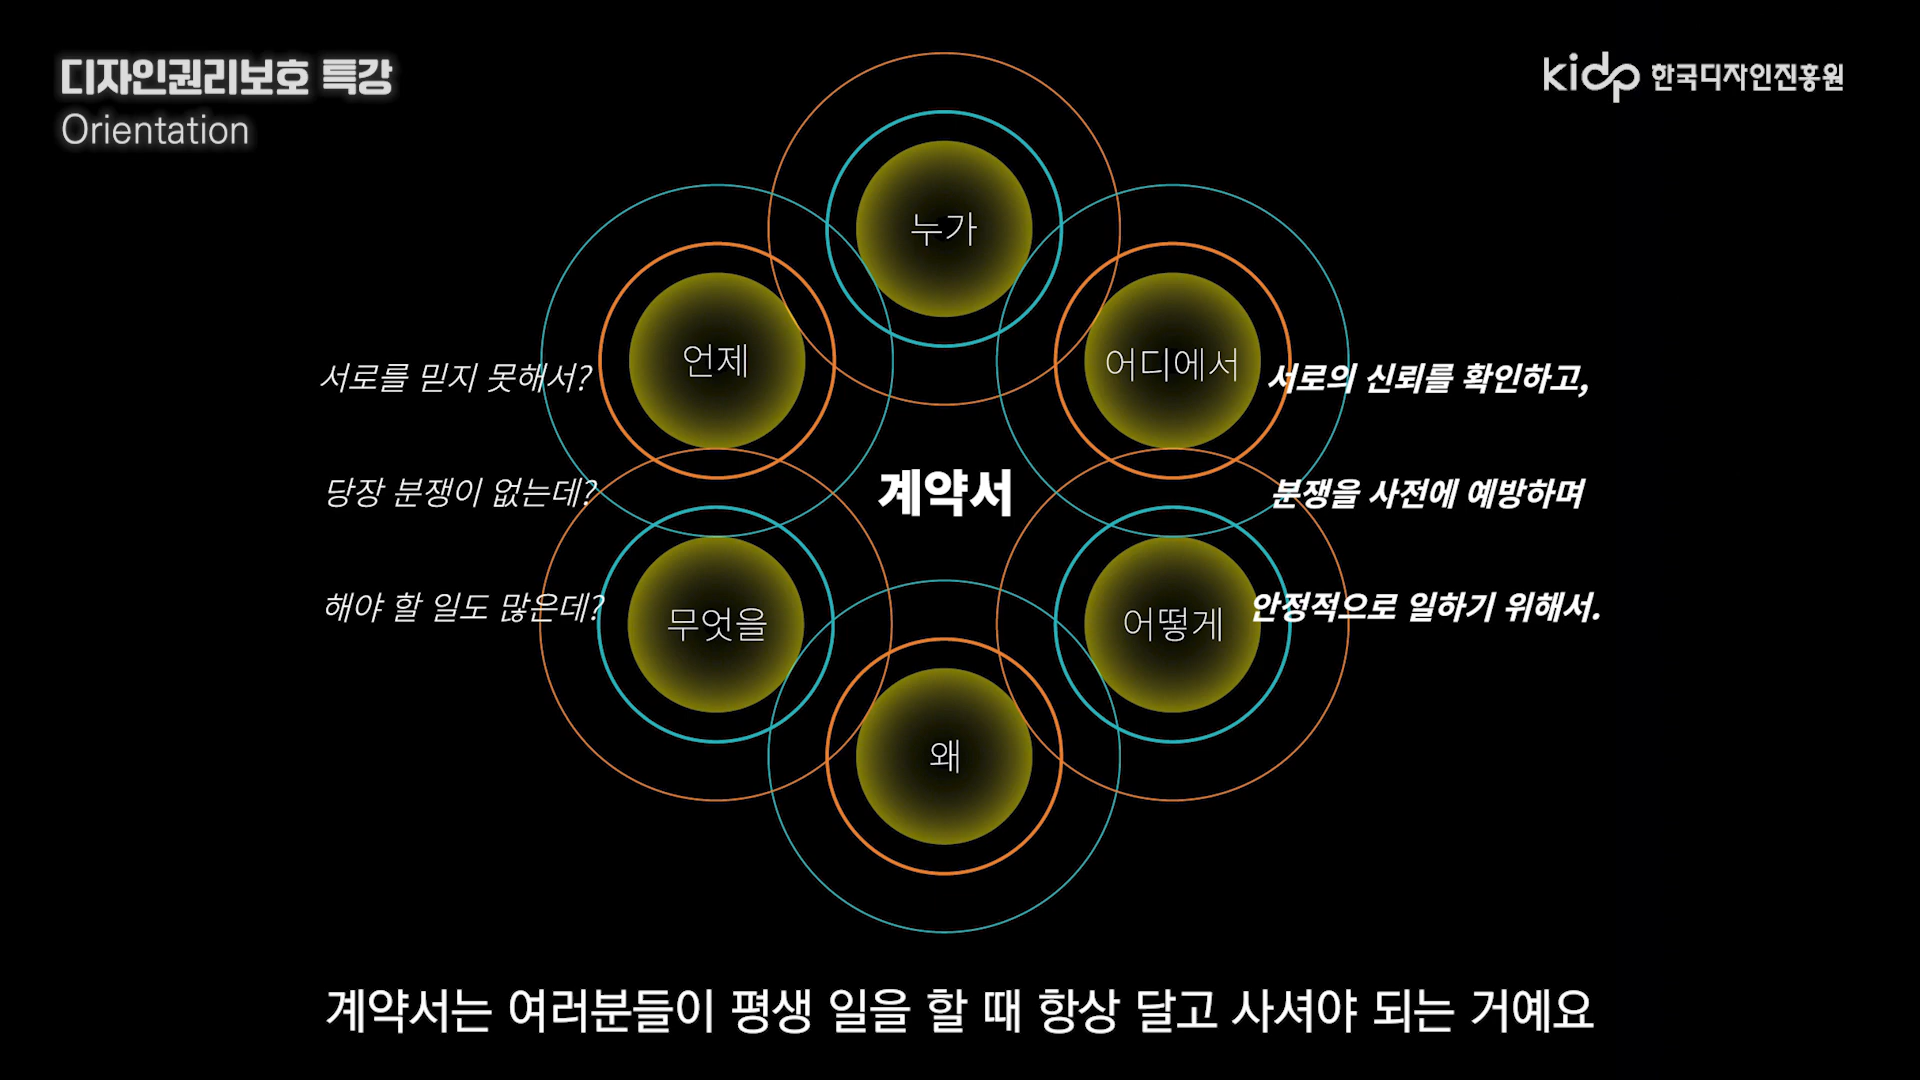 디자인권리보호 특강
Orientation
kidp 한국디자인진흥원
누가
언제
어디에서
서로를 믿지 못해서?
서로의 신뢰를 확인하고,
계약서
당장 분쟁이 없는데?
분쟁을 사전에 예방하며
해야 할 일도 많은데?
무엇을
어떻게
안정적으로 일하기 위해서.
왜
계약서는 여러분들이 평생 일을 할 때 항상 달고 사셔야 되는 거예요